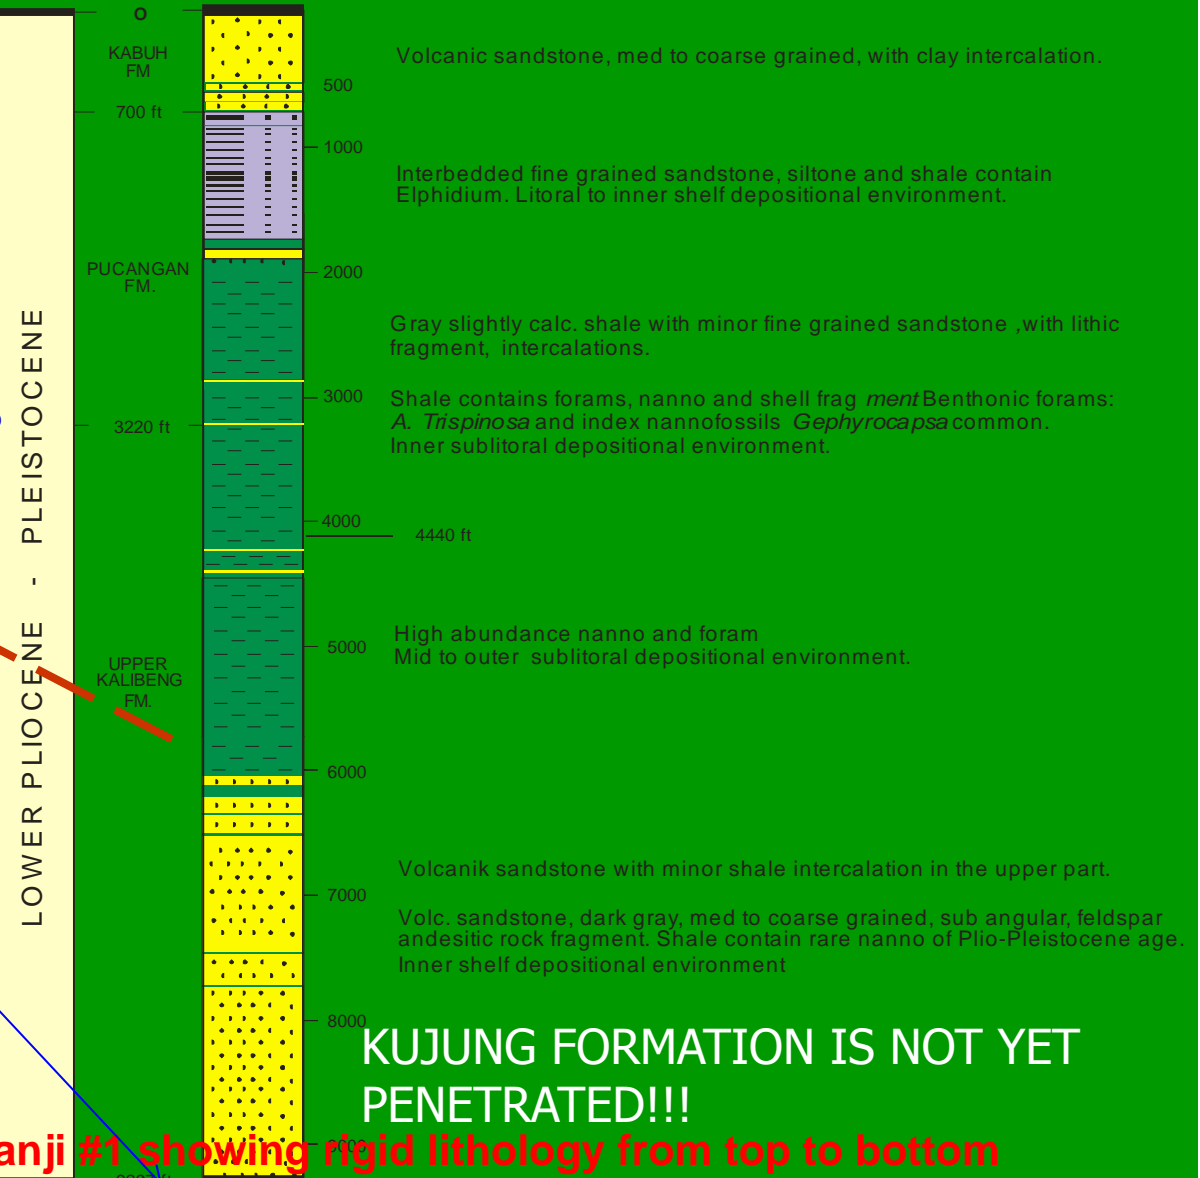 O
KABUH
FM
Volcanic sandstone, med to coarse grained, with clay intercalation.
500
700 ft
1000
Interbedded fine grained sandstone, siltone and shale contain
Elphidium. Litoral to inner shelf depositional environment.
PUCANGAN
FM.
2000
Gray slightly calc. shale with minor fine grained sandstone ,with lithic
fragment, intercalations.
LOWER PLIOCENE - PLEISTOCENE
3000
Shale contains forams, nanno and shell frag ment Benthonic forams:
A. Trispinosa and index nannofossils Gephyrocapsa common.
Inner sublitoral depositional environment.
3220 ft
4000
4440 ft
High abundance nanno and foram
Mid to outer sublitoral depositional environment.
5000
UPPER
KALIBENG
FM.
6000
Volcanik sandstone with minor shale intercalation in the upper part.
7000
Volc. sandstone, dark gray, med to coarse grained, sub angular, feldspar
andesitic rock fragment. Shale contain rare nanno of Plio-Pleistocene age.
Inner shelf depositional environment
8000
KUJUNG FORMATION IS NOT YET
PENETRATED!!!
9000
anji #1 showing rigid lithology from top to bottom